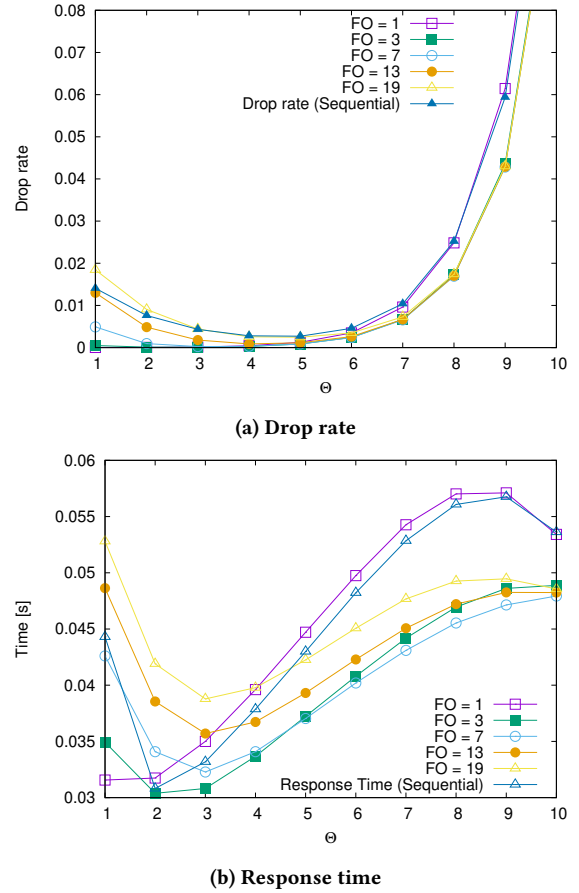 0.08
0.07
0.06
0.05
0.04
0.03
0.02
0.01
0
Drop rate
FO = 1
FO = 3
FO = 7
FO = 13
FO = 19
Drop rate (Sequential)
1 2 3 4 5 6 7 8 9 10
Θ
(a) Drop rate
0.06
0.055
0.05
0.045
0.04
0.035
0.03
Time [s]
FO = 1
FO = 3
FO = 7
FO = 13
FO = 19
Response Time (Sequential)
1 2 3 4 5 6 7 8 9 10
Θ
(b) Response time